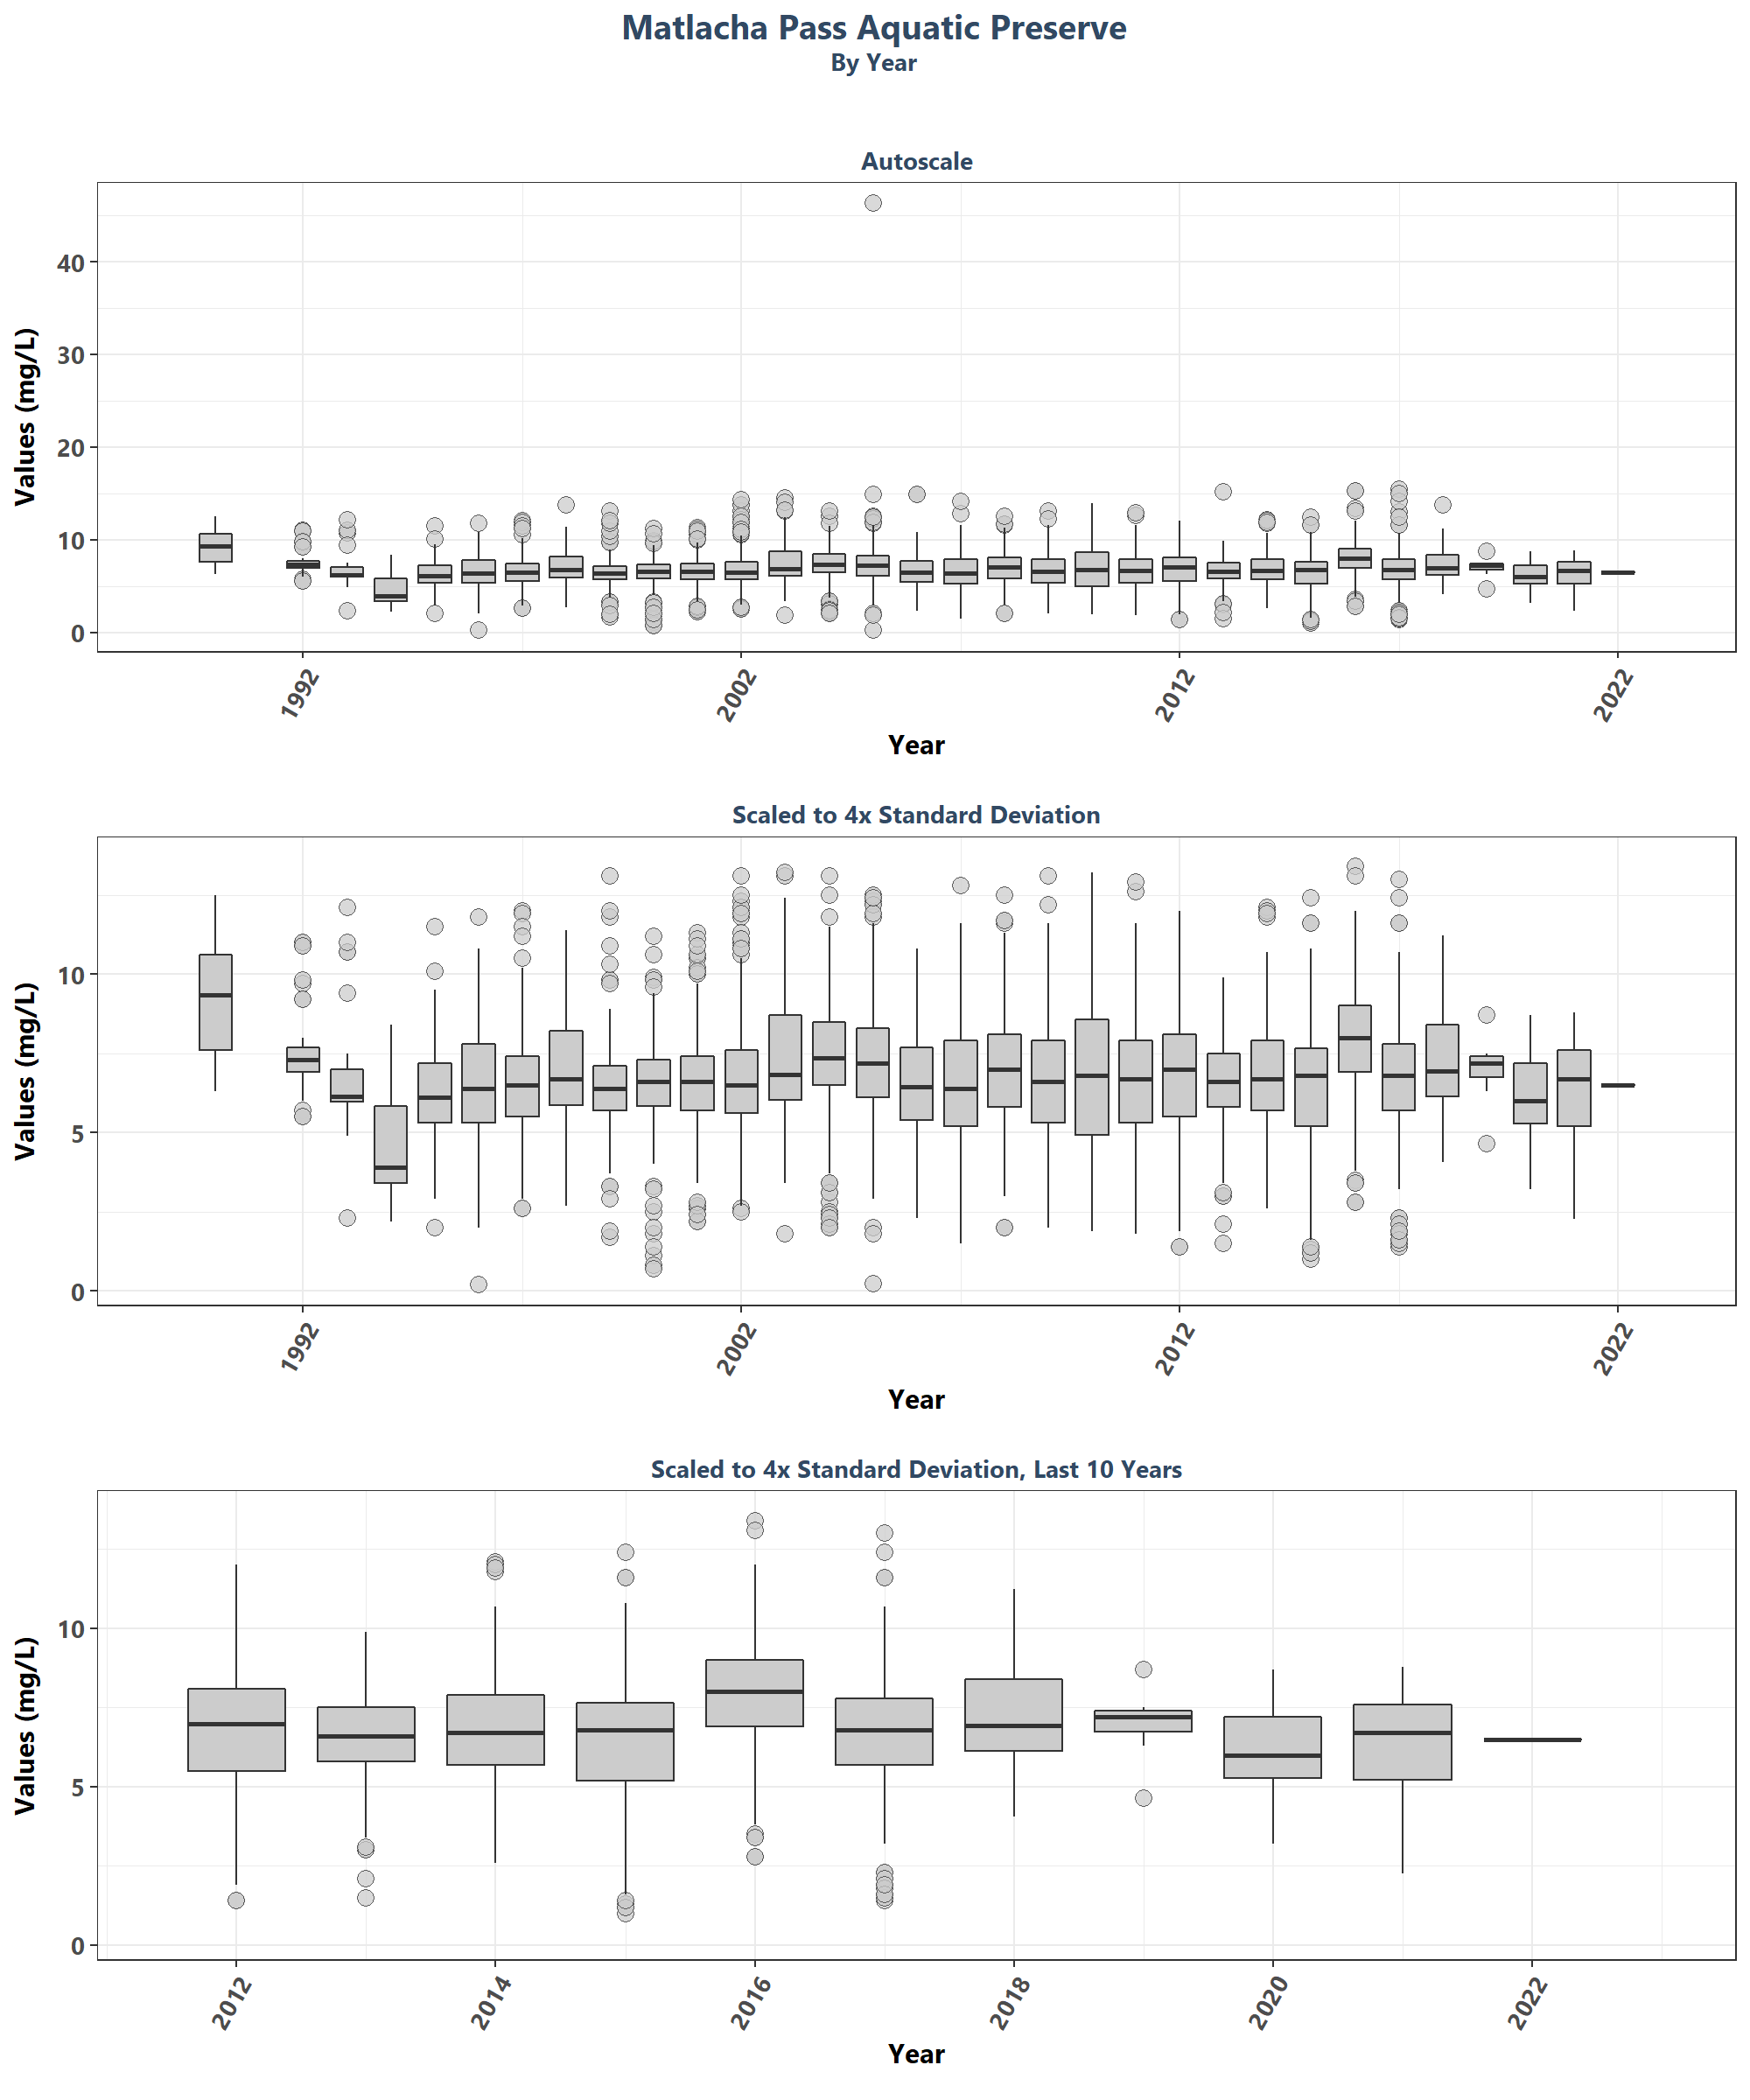 Matlacha Pass Aquatic Preserve
By Year
Autoscale
Values (mg/L)
40
30
20
10
0
1992
2002
2012
2022
Year
Scaled to 4x Standard Deviation
Values (mg/L)
10
5
0
1992
2002
2012
2022
Year
Scaled to 4x Standard Deviation, Last 10 Years
Values (mg/L)
10
5
0
2012
2014
2016
2018
2020
2022
Year